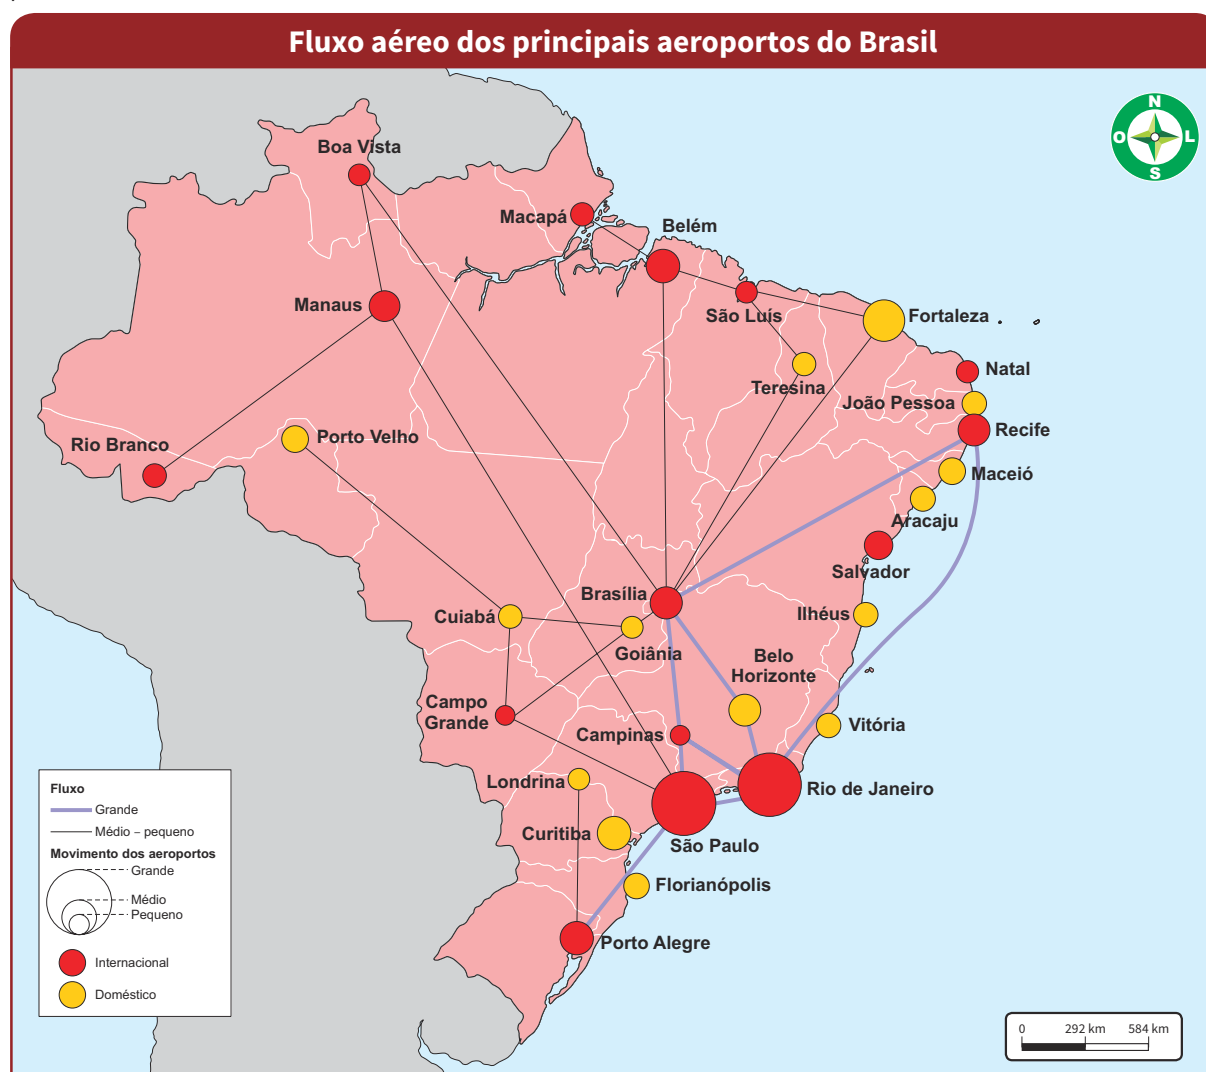 Fluxo aéreo dos principais aeroportos do Brasil
N
O
L
S
Boa Vista
Macapá
Belém
Manaus
São Luís
Fortaleza
Teresina
Natal
João Pessoa
Recife
Rio Branco
Porto Velho
Maceió
Aracaju
Salvador
Brasília
Cuiabá
Ilhéus
Goiânia
Belo
Horizonte
Campo
Grande
Campinas
Vitória
Londrina
Rio de Janeiro
Curitiba
São Paulo
Florianópolis
Porto Alegre
Fluxo
Grande
Médio – pequeno
Movimento dos aeroportos
Grande
Médio
Pequeno
Internacional
Doméstico
0 292 km 584 km